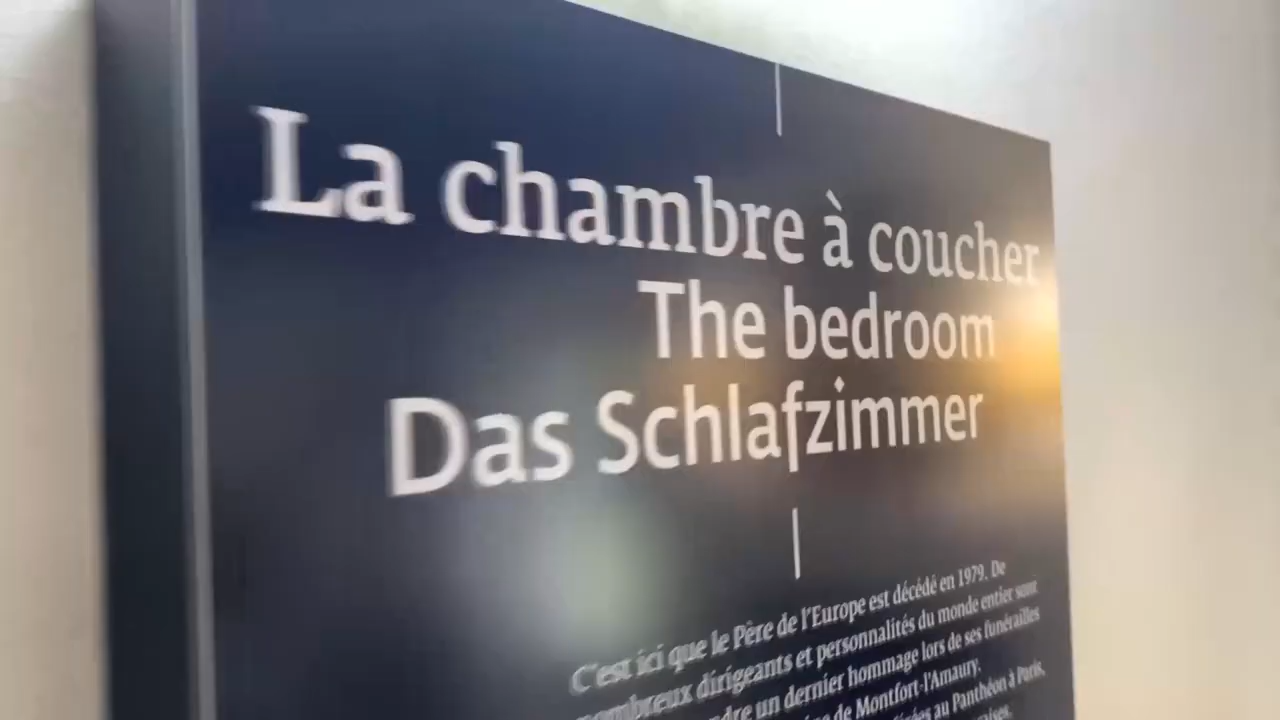 La chambre à coucher
The bedroom
Das Schlafzimmer
C'est ici que le Père de l'Europe est décédé en 1979. De
nombreux dirigeants et personnalités du monde entier sont
un dernier hommage lors de ses funérailles
de Montfort-l'Amaury.
au Panthéon à Paris,